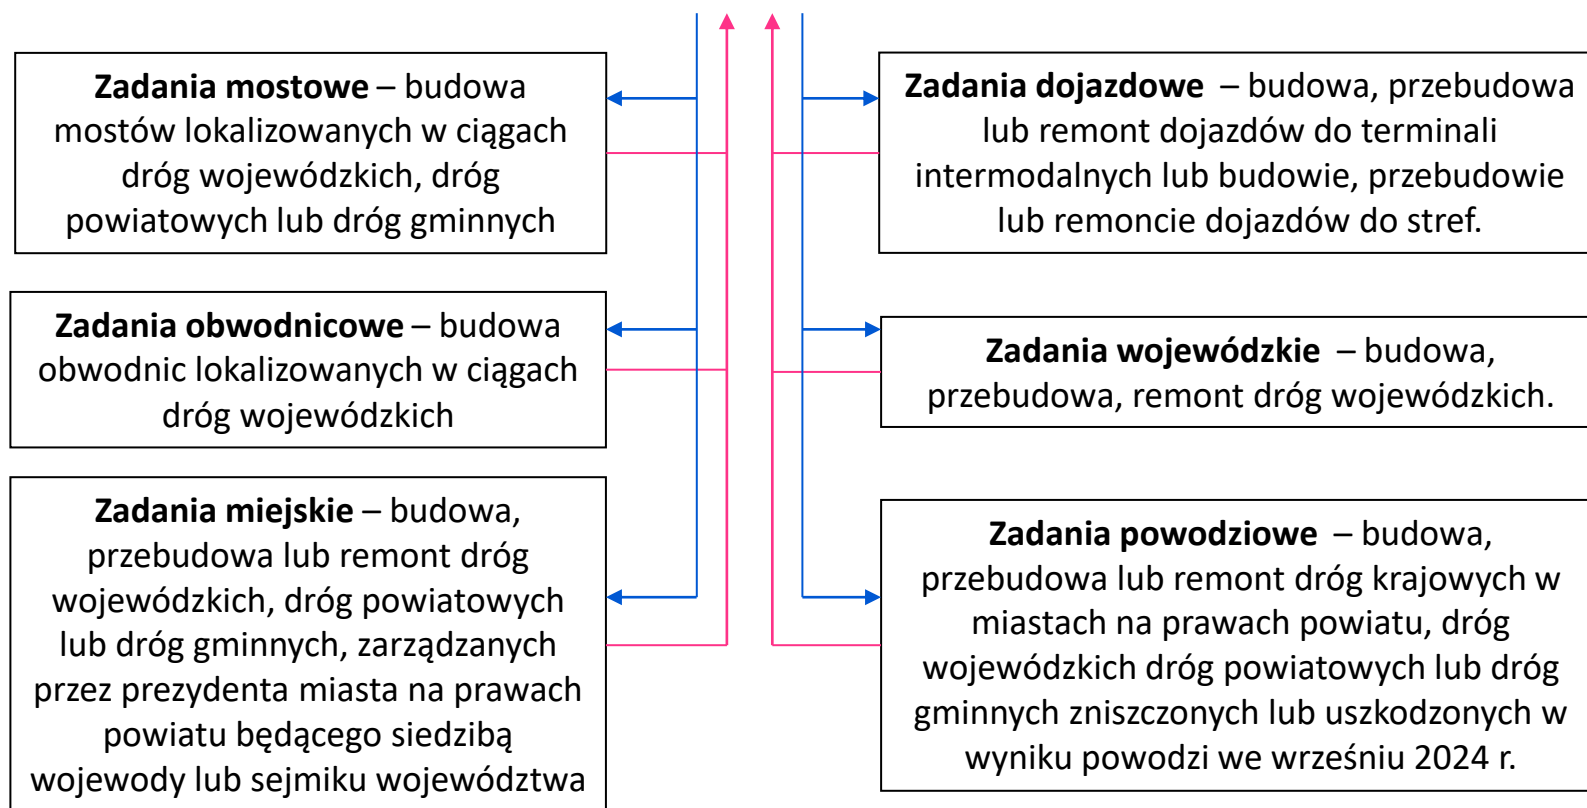 Zadania mostowe – budowa
mostów lokalizowanych w ciągach
dróg wojewódzkich, dróg
powiatowych lub dróg gminnych
Zadania obwodnicowe – budowa
obwodnic lokalizowanych w ciągach
dróg wojewódzkich
Zadania miejskie – budowa,
przebudowa lub remont dróg
wojewódzkich, dróg powiatowych
lub dróg gminnych, zarządzanych
przez prezydenta miasta na prawach
powiatu będącego siedzibą
wojewody lub sejmiku województwa
Zadania dojazdowe – budowa, przebudowa
lub remont dojazdów do terminali
intermodalnych lub budowie, przebudowie
lub remoncie dojazdów do stref.
Zadania wojewódzkie – budowa,
przebudowa, remont dróg wojewódzkich.
Zadania powodziowe – budowa,
przebudowa lub remont dróg krajowych w
miastach na prawach powiatu, dróg
wojewódzkich dróg powiatowych lub dróg
gminnych zniszczonych lub uszkodzonych w
wyniku powodzi we wrześniu 2024 r.